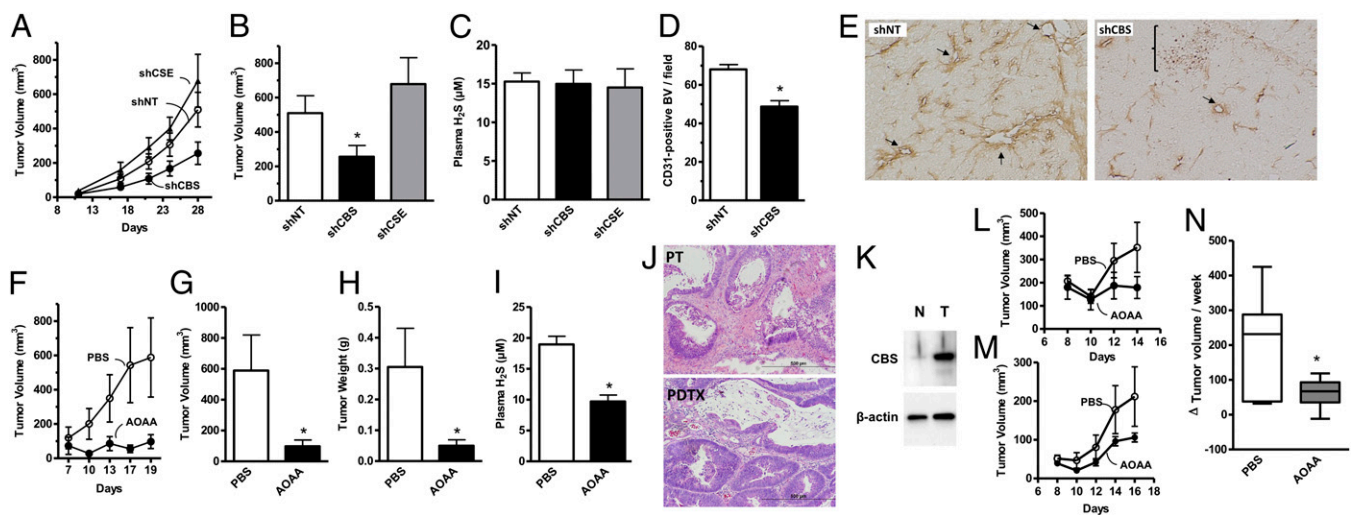 A
Tumor Volume (mm³)
800
600
400
200
0
8 13 18 23 28
Days
shCSE
shNT
shCBS
B
Tumor Volume (mm³)
800
600
400
200
0
*
shNT shCBS shCSE
C
Plasma H₂S (μM)
20
15
10
5
0
shNT shCBS shCSE
D
CD31-positive BV / field
80
60
40
20
0
*
shNT shCBS
E
shNT
shCBS
F
Tumor Volume (mm³)
800
600
400
200
0
7 10 13 17 19
Days
PBS
AOAA
G
Tumor Volume (mm³)
1000
800
600
400
200
0
*
PBS AOAA
H
Tumor Weight (g)
0.6
0.4
0.2
0.0
*
PBS AOAA
I
Plasma H₂S (μM)
25
20
15
10
5
0
*
PBS AOAA
J
PT
PDTX
K
N T
CBS
β-actin
L
Tumor Volume (mm³)
500
400
300
200
100
0
6 8 10 12 14 16
Days
PBS
AOAA
M
Tumor Volume (mm³)
300
200
100
0
6 8 10 12 14 16 18
Days
PBS
AOAA
N
Δ Tumor volume / week
500
400
300
200
100
0
-100
*
PBS AOAA